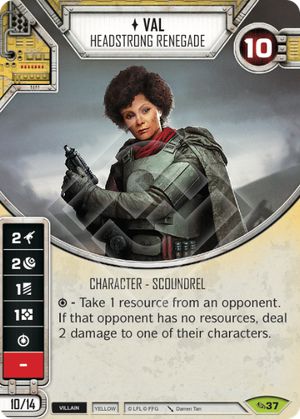 VAL
HEADSTRONG RENEGADE
10
2
2
1
1
-
CHARACTER - SCOUNDREL
- Take 1 resource from an opponent.
If that opponent has no resources, deal
2 damage to one of their characters.
10/14
VILLAIN
YELLOW
© LFL © FFG
Darren Tan
37